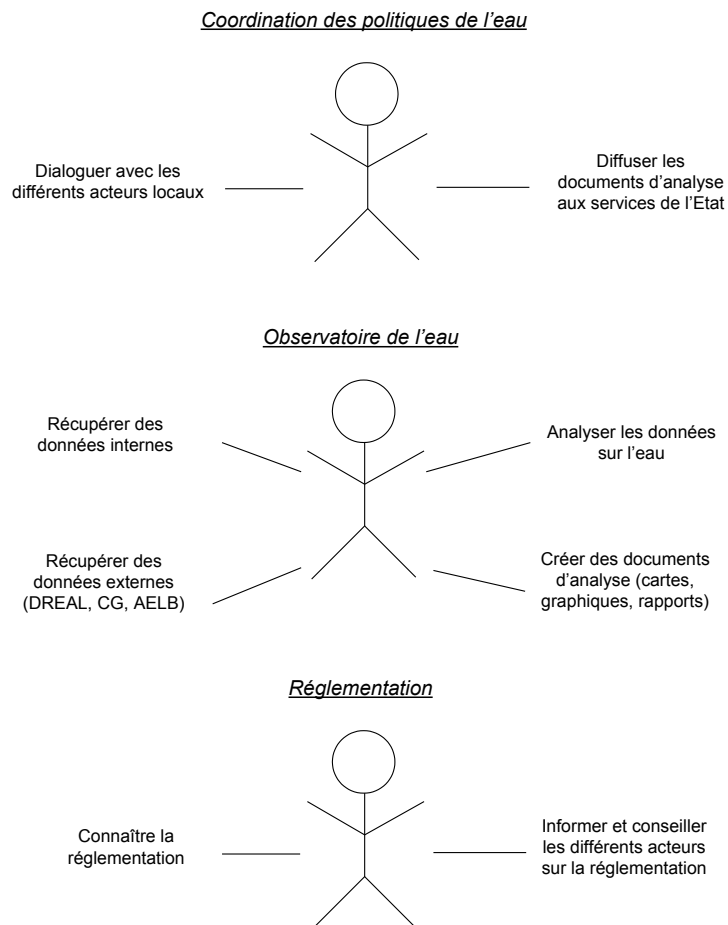 Coordination des politiques de l'eau
Dialoguer avec les
différents acteurs locaux
Diffuser les
documents d'analyse
aux services de l'Etat
Observatoire de l'eau
Récupérer des
données internes
Analyser les données
sur l'eau
Récupérer des
données externes
(DREAL, CG, AELB)
Créer des documents
d'analyse (cartes,
graphiques, rapports)
Réglementation
Connaître la
réglementation
Informer et conseiller
les différents acteurs
sur la réglementation